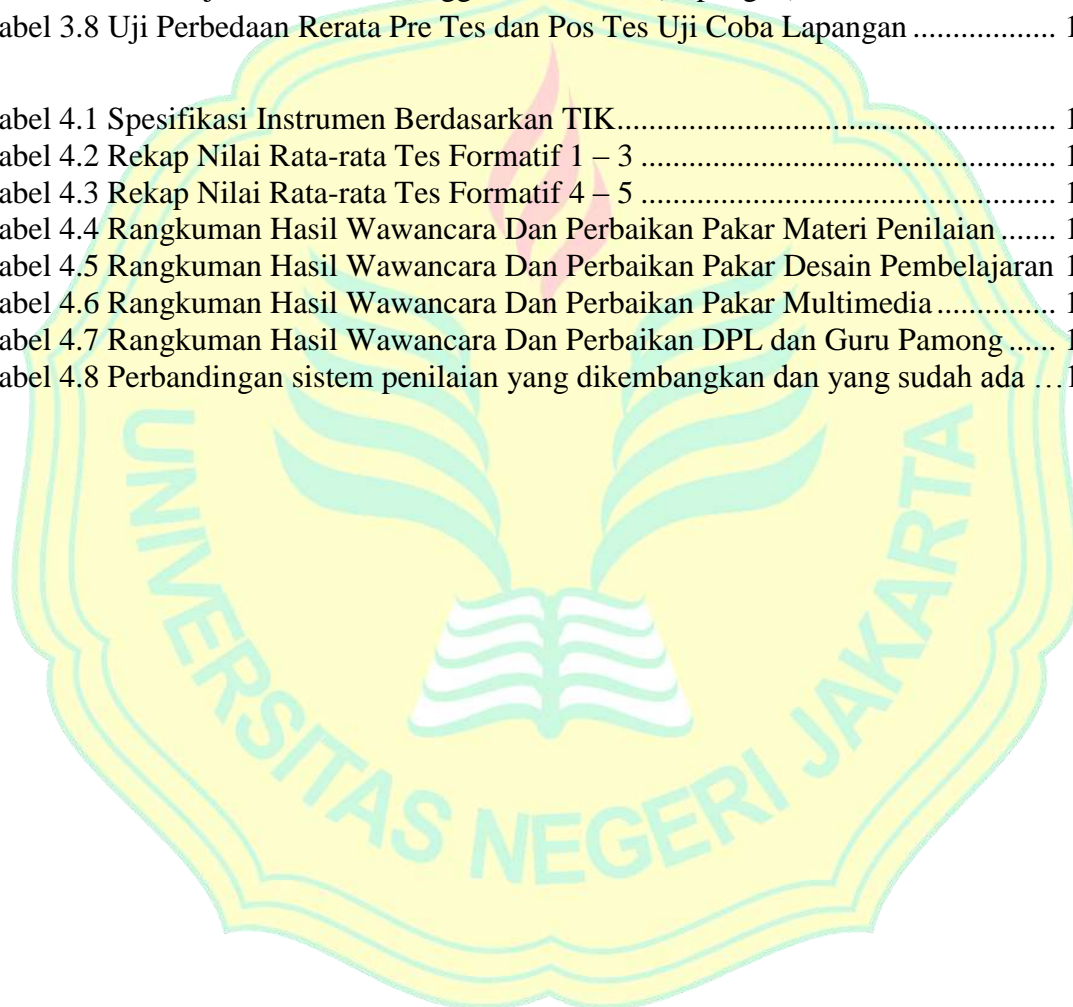 abel 3.8 Uji Perbedaan Rerata Pre Tes dan Pos Tes Uji Coba Lapangan .................. 1
abel 4.1 Spesifikasi Instrumen Berdasarkan TIK.................................................... 1
abel 4.2 Rekap Nilai Rata-rata Tes Formatif 1 – 3 ................................................. 1
abel 4.3 Rekap Nilai Rata-rata Tes Formatif 4 – 5 ................................................. 1
abel 4.4 Rangkuman Hasil Wawancara Dan Perbaikan Pakar Materi Penilaian ....... 1
abel 4.5 Rangkuman Hasil Wawancara Dan Perbaikan Pakar Desain Pembelajaran 1
abel 4.6 Rangkuman Hasil Wawancara Dan Perbaikan Pakar Multimedia .............. 1
abel 4.7 Rangkuman Hasil Wawancara Dan Perbaikan DPL dan Guru Pamong ...... 1
abel 4.8 Perbandingan sistem penilaian yang dikembangkan dan yang sudah ada …1
UNIVERSITAS NEGERI JAKARTA